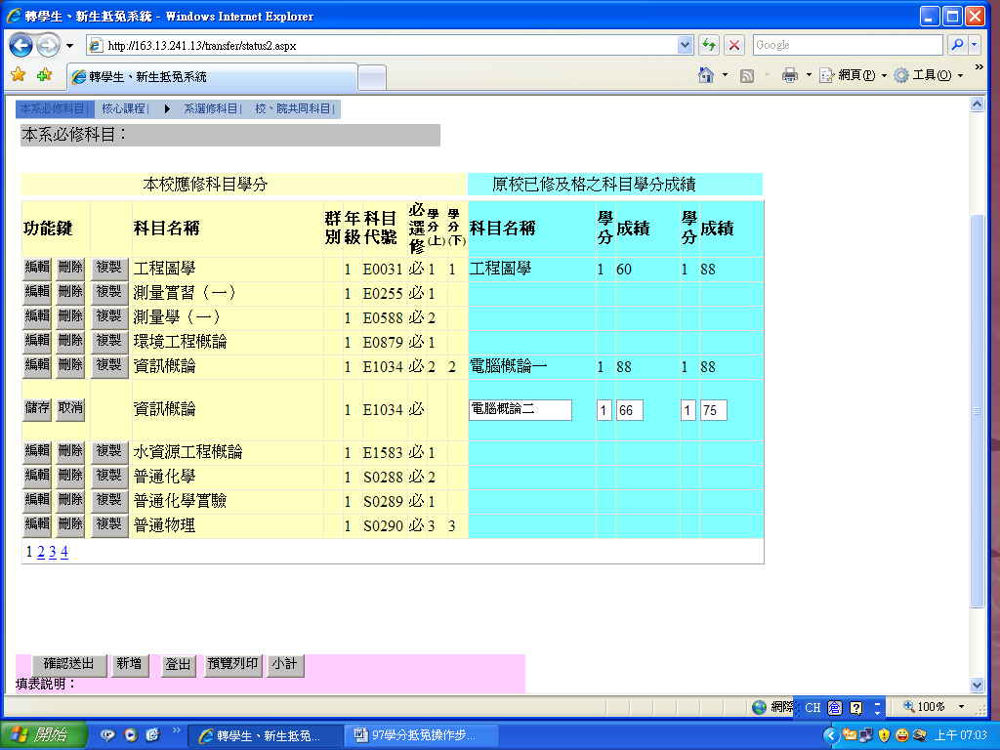 轉學生、新生抵免系統 - Windows Internet Explorer
http://163.13.241.13/transfer/status2.aspx
Google
轉學生、新生抵免系統
網頁(P)
工具(O)
本系必修科目| 核心課程| 系選修科目| 校、院共同科目|
本系必修科目：
本校應修科目學分 原校已修及格之科目學分成績
功能鍵 科目名稱 群別 年級 科目代號 必選修 學分(上) 學分(下) 科目名稱 學分 成績 學分 成績
編輯 刪除 複製 工程圖學 1 E0031 必 1 1 工程圖學 1 60 1 88
編輯 刪除 複製 測量實習（一） 1 E0255 必 1
編輯 刪除 複製 測量學（一） 1 E0588 必 2
編輯 刪除 複製 環境工程概論 1 E0879 必 1
編輯 刪除 複製 資訊概論 1 E1034 必 2 2 電腦概論一 1 88 1 88
儲存 取消 資訊概論 1 E1034 必 電腦概論二 1 66 1 75
編輯 刪除 複製 水資源工程概論 1 E1583 必 1
編輯 刪除 複製 普通化學 1 S0288 必 2
編輯 刪除 複製 普通化學實驗 1 S0289 必 1
編輯 刪除 複製 普通物理 1 S0290 必 3 3
1 2 3 4
確認送出 新增 登出 預覽列印 小計
填表說明：
網際 CH 100%
開始 轉學生、新生抵免... 97學分抵免操作步... 上午 07:03